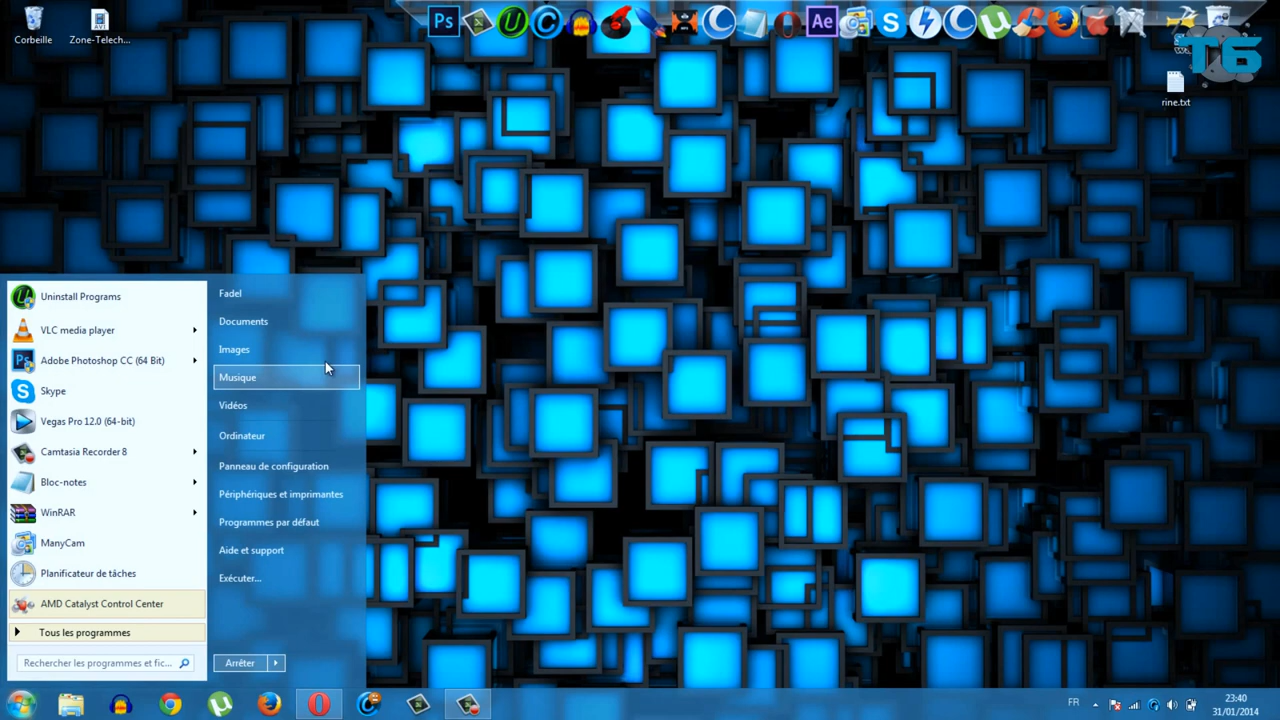 Corbeille
Zone-Telech...
Ps
Ae
S
T6
rine.txt
Uninstall Programs
VLC media player
Adobe Photoshop CC (64 Bit)
Skype
Vegas Pro 12.0 (64-bit)
Camtasia Recorder 8
Bloc-notes
WinRAR
ManyCam
Planificateur de tâches
AMD Catalyst Control Center
Tous les programmes
Rechercher les programmes et fic...
Fadel
Documents
Images
Musique
Vidéos
Ordinateur
Panneau de configuration
Périphériques et imprimantes
Programmes par défaut
Aide et support
Exécuter...
Arrêter
FR
23:40
31/01/2014